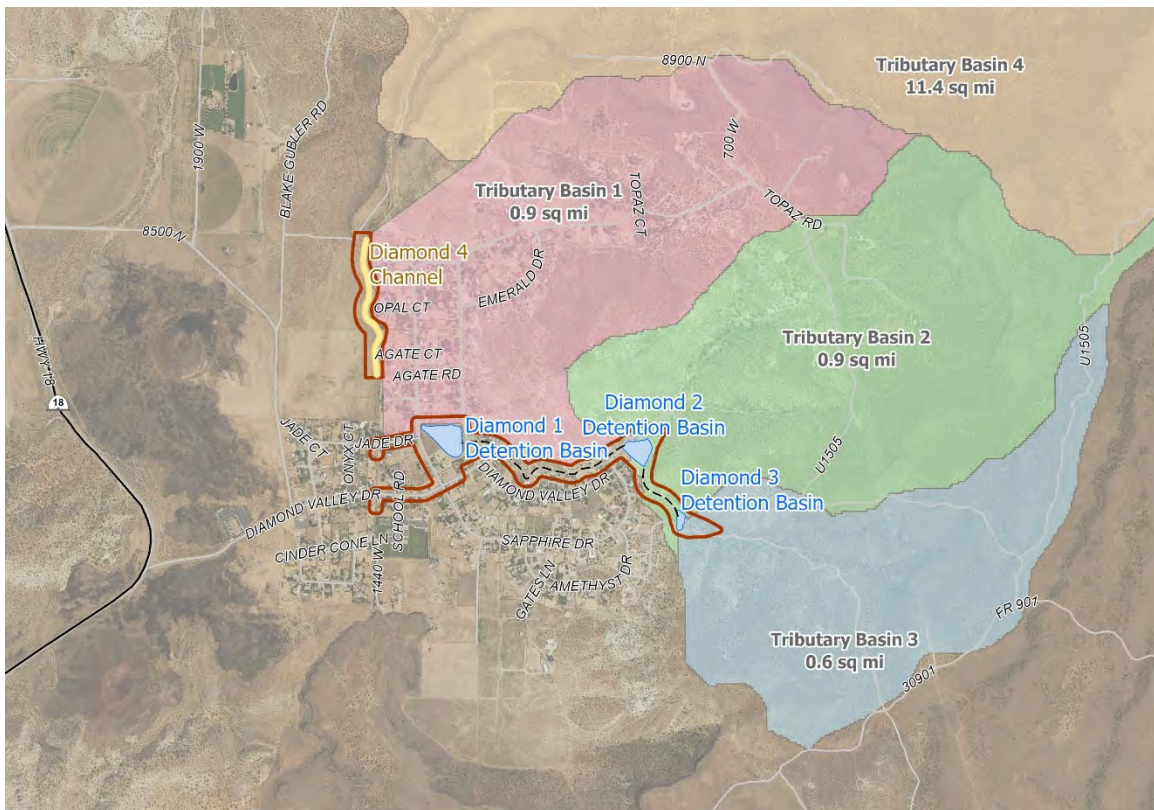 8900 N
Tributary Basin 4
11.4 sq mi
1900 W
BLAKE GUBLER RD
700 W
Tributary Basin 1
0.9 sq mi
TOPAZ CT
TOPAZ RD
8500 N
Diamond 4
Channel
EMERALD DR
OPAL CT
HWY 18
18
AGATE CT
AGATE RD
Tributary Basin 2
0.9 sq mi
U1505
JADE CT
ONYX CT
JADE DR
Diamond 1
Detention Basin
Diamond 2
Detention Basin
U1505
DIAMOND VALLEY DR
Diamond 3
Detention Basin
DIAMOND VALLEY DR
SCHOOL RD
CINDER CONE LN
SAPPHIRE DR
1440 W
GATES LN
AMETHYST DR
FR 901
Tributary Basin 3
0.6 sq mi
30901